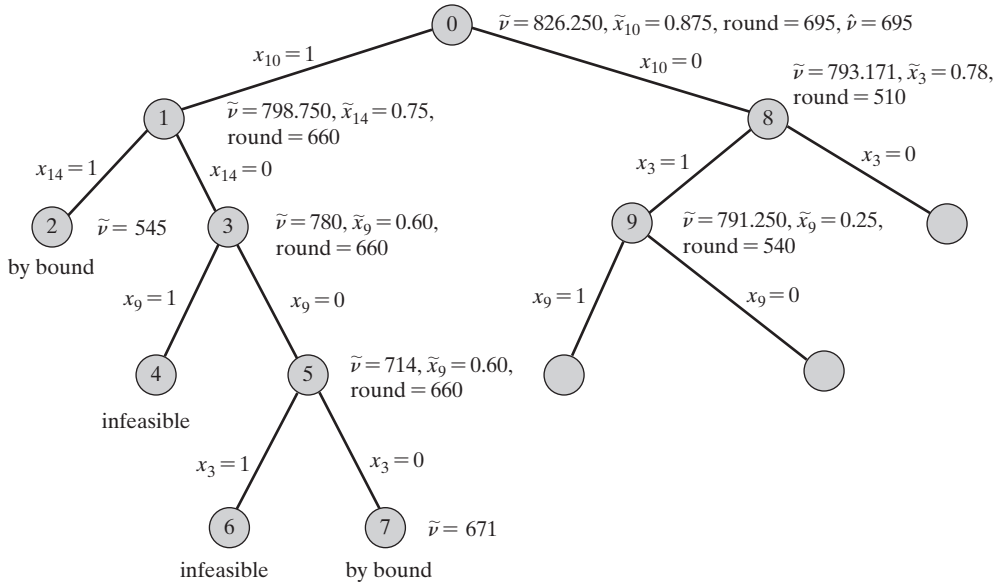 0
ν̃ = 826.250, x̃₁₀ = 0.875, round = 695, ν̂ = 695
x₁₀ = 1
x₁₀ = 0
ν̃ = 793.171, x̃₃ = 0.78,
round = 510
1
ν̃ = 798.750, x̃₁₄ = 0.75,
round = 660
8
x₁₄ = 1
x₁₄ = 0
x₃ = 1
x₃ = 0
2
ν̃ = 545
by bound
3
ν̃ = 780, x̃₉ = 0.60,
round = 660
9
ν̃ = 791.250, x̃₉ = 0.25,
round = 540
x₉ = 1
x₉ = 0
x₉ = 1
x₉ = 0
4
infeasible
5
ν̃ = 714, x̃₉ = 0.60,
round = 660
x₃ = 1
x₃ = 0
6
infeasible
7
ν̃ = 671
by bound